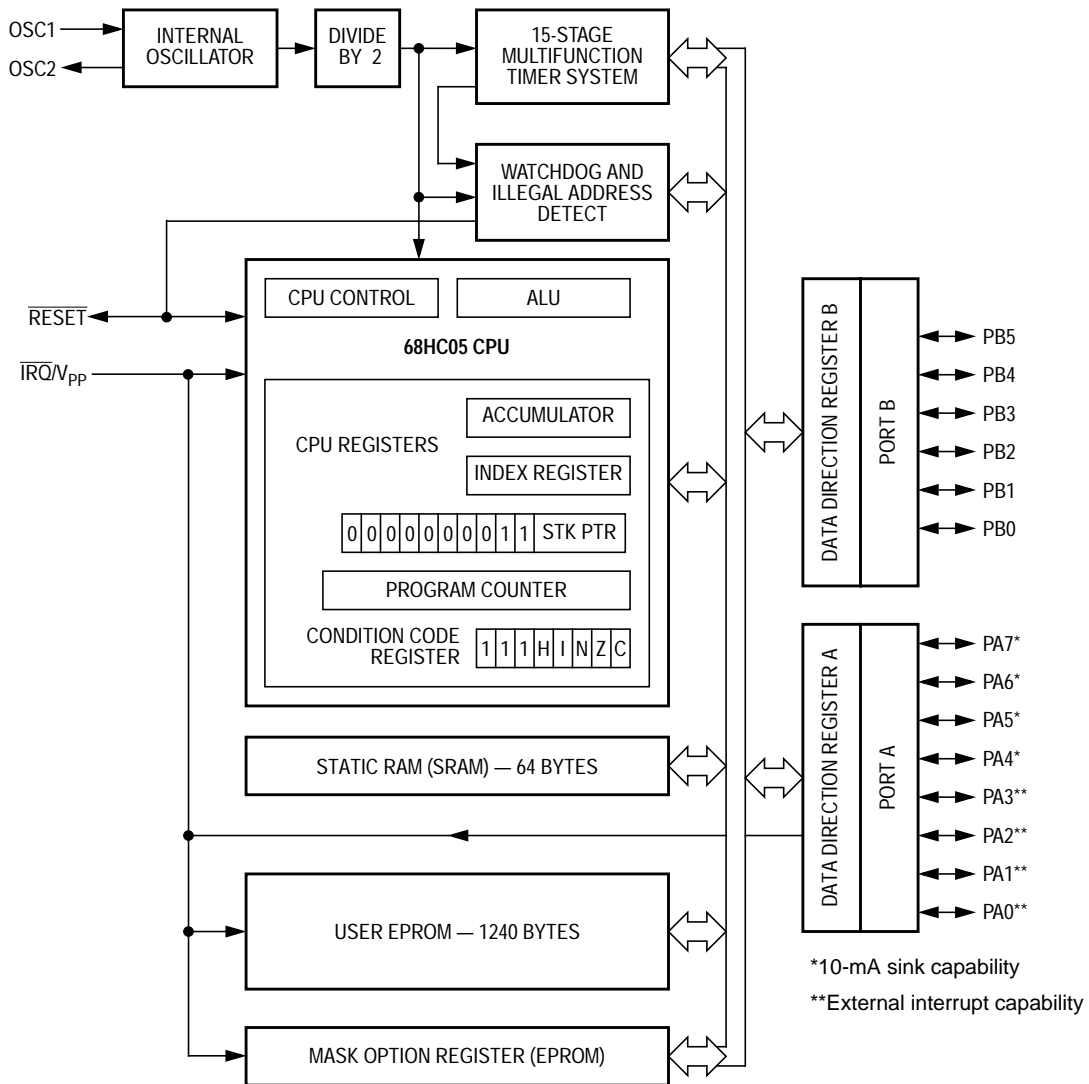 OSC1
OSC2
INTERNAL
OSCILLATOR
DIVIDE
BY 2
15-STAGE
MULTIFUNCTION
TIMER SYSTEM
WATCHDOG AND
ILLEGAL ADDRESS
DETECT
RESET
IRQ/VPP
CPU CONTROL
ALU
68HC05 CPU
CPU REGISTERS
ACCUMULATOR
INDEX REGISTER
0 0 0 0 0 0 0 0 1 1 STK PTR
PROGRAM COUNTER
CONDITION CODE
REGISTER
1 1 1 H I N Z C
STATIC RAM (SRAM) — 64 BYTES
USER EPROM — 1240 BYTES
MASK OPTION REGISTER (EPROM)
DATA DIRECTION REGISTER B
PORT B
PB5
PB4
PB3
PB2
PB1
PB0
DATA DIRECTION REGISTER A
PORT A
PA7*
PA6*
PA5*
PA4*
PA3**
PA2**
PA1**
PA0**
*10-mA sink capability
**External interrupt capability